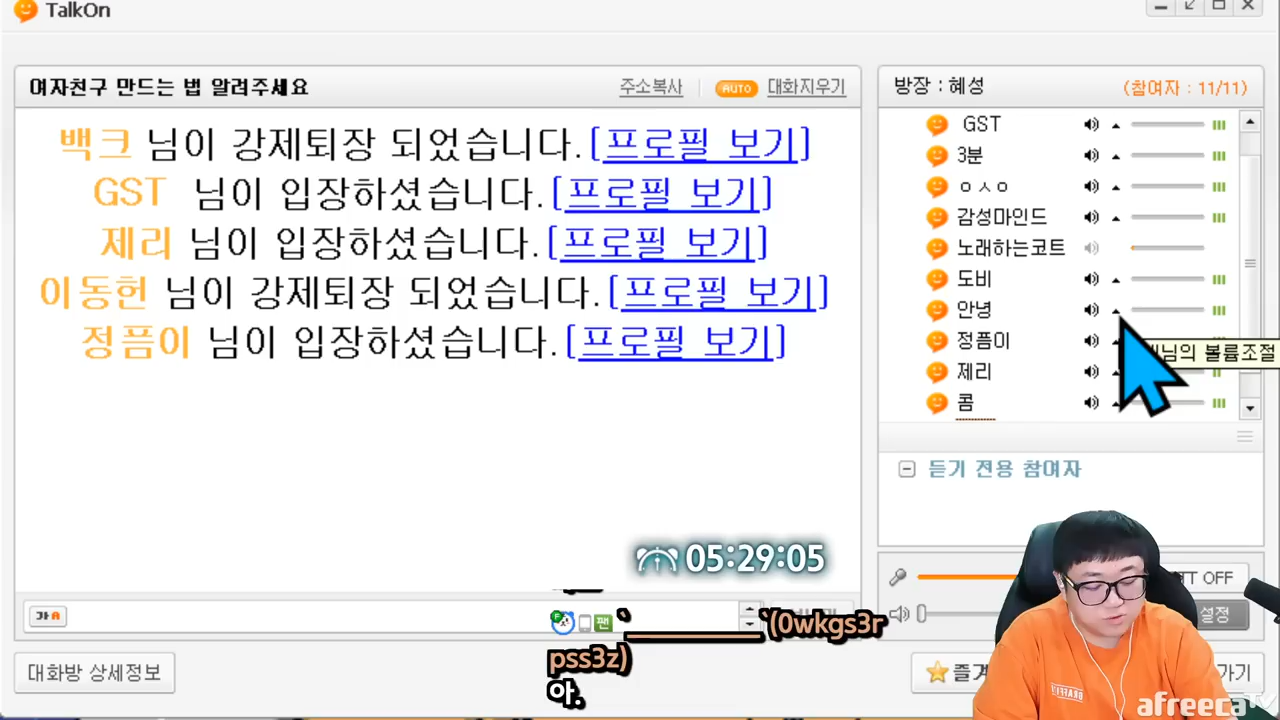 TalkOn
여자친구 만드는 법 알려주세요
주소복사
AUTO 대화지우기
백크 님이 강제퇴장 되었습니다.[프로필 보기]
GST 님이 입장하셨습니다.[프로필 보기]
제리 님이 입장하셨습니다.[프로필 보기]
이동헌 님이 강제퇴장 되었습니다.[프로필 보기]
정픔이 님이 입장하셨습니다.[프로필 보기]
방장 : 혜성
(참여자 : 11/11)
GST
3분
ㅇㅅㅇ
감성마인드
노래하는코트
도비
안녕
정픔이
제리
콤
님의 볼륨조절
듣기 전용 참여자
05:29:05
가A
F 팬 `__________`(0wkgs3r
pss3z)
아.
OFF
설정
대화방 상세정보
afreecaTV